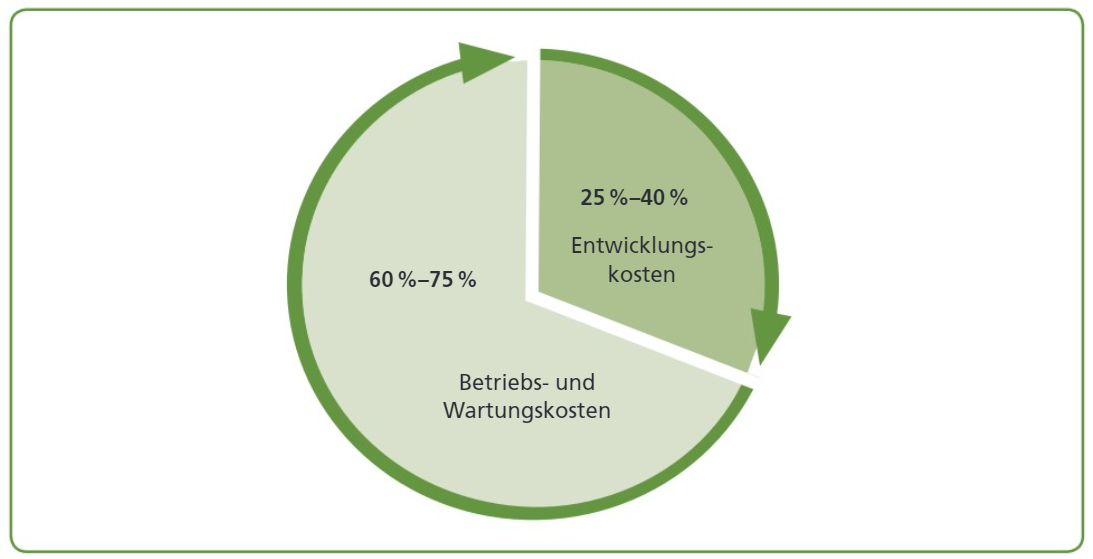 25 %–40 %
Entwicklungs-
kosten
60 %–75 %
Betriebs- und
Wartungskosten